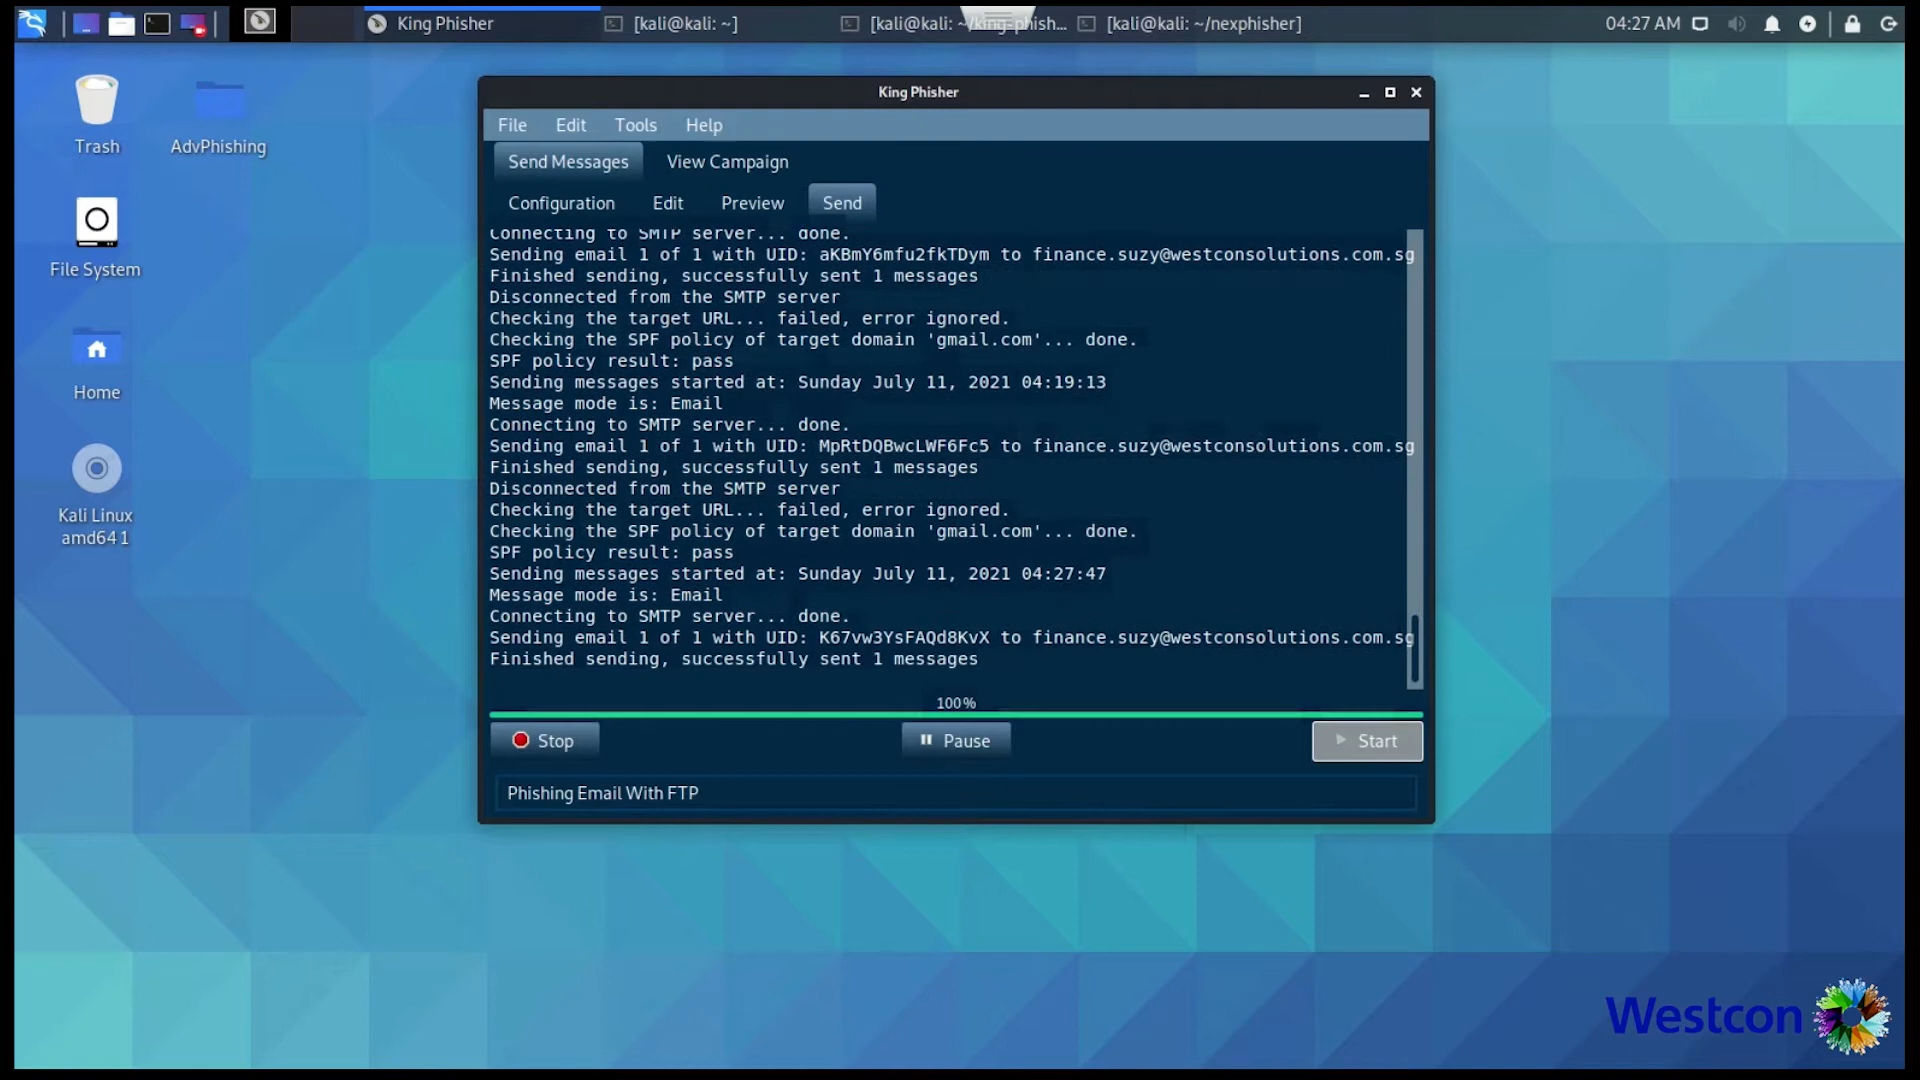 King Phisher
[kali@kali: ~]
[kali@kali: ~/king-phish...
[kali@kali: ~/nexphisher]
04:27 AM
Trash
AdvPhishing
File System
Home
Kali Linux
amd64 1
King Phisher
File Edit Tools Help
Send Messages View Campaign
Configuration Edit Preview Send
Connecting to SMTP server... done.
Sending email 1 of 1 with UID: aKBmY6mfu2fkTDym to finance.suzy@westconsolutions.com.sg
Finished sending, successfully sent 1 messages
Disconnected from the SMTP server
Checking the target URL... failed, error ignored.
Checking the SPF policy of target domain 'gmail.com'... done.
SPF policy result: pass
Sending messages started at: Sunday July 11, 2021 04:19:13
Message mode is: Email
Connecting to SMTP server... done.
Sending email 1 of 1 with UID: MpRtDQBwcLWF6Fc5 to finance.suzy@westconsolutions.com.sg
Finished sending, successfully sent 1 messages
Disconnected from the SMTP server
Checking the target URL... failed, error ignored.
Checking the SPF policy of target domain 'gmail.com'... done.
SPF policy result: pass
Sending messages started at: Sunday July 11, 2021 04:27:47
Message mode is: Email
Connecting to SMTP server... done.
Sending email 1 of 1 with UID: K67vw3YsFAQd8KvX to finance.suzy@westconsolutions.com.sg
Finished sending, successfully sent 1 messages
100%
Stop Pause Start
Phishing Email With FTP
Westcon